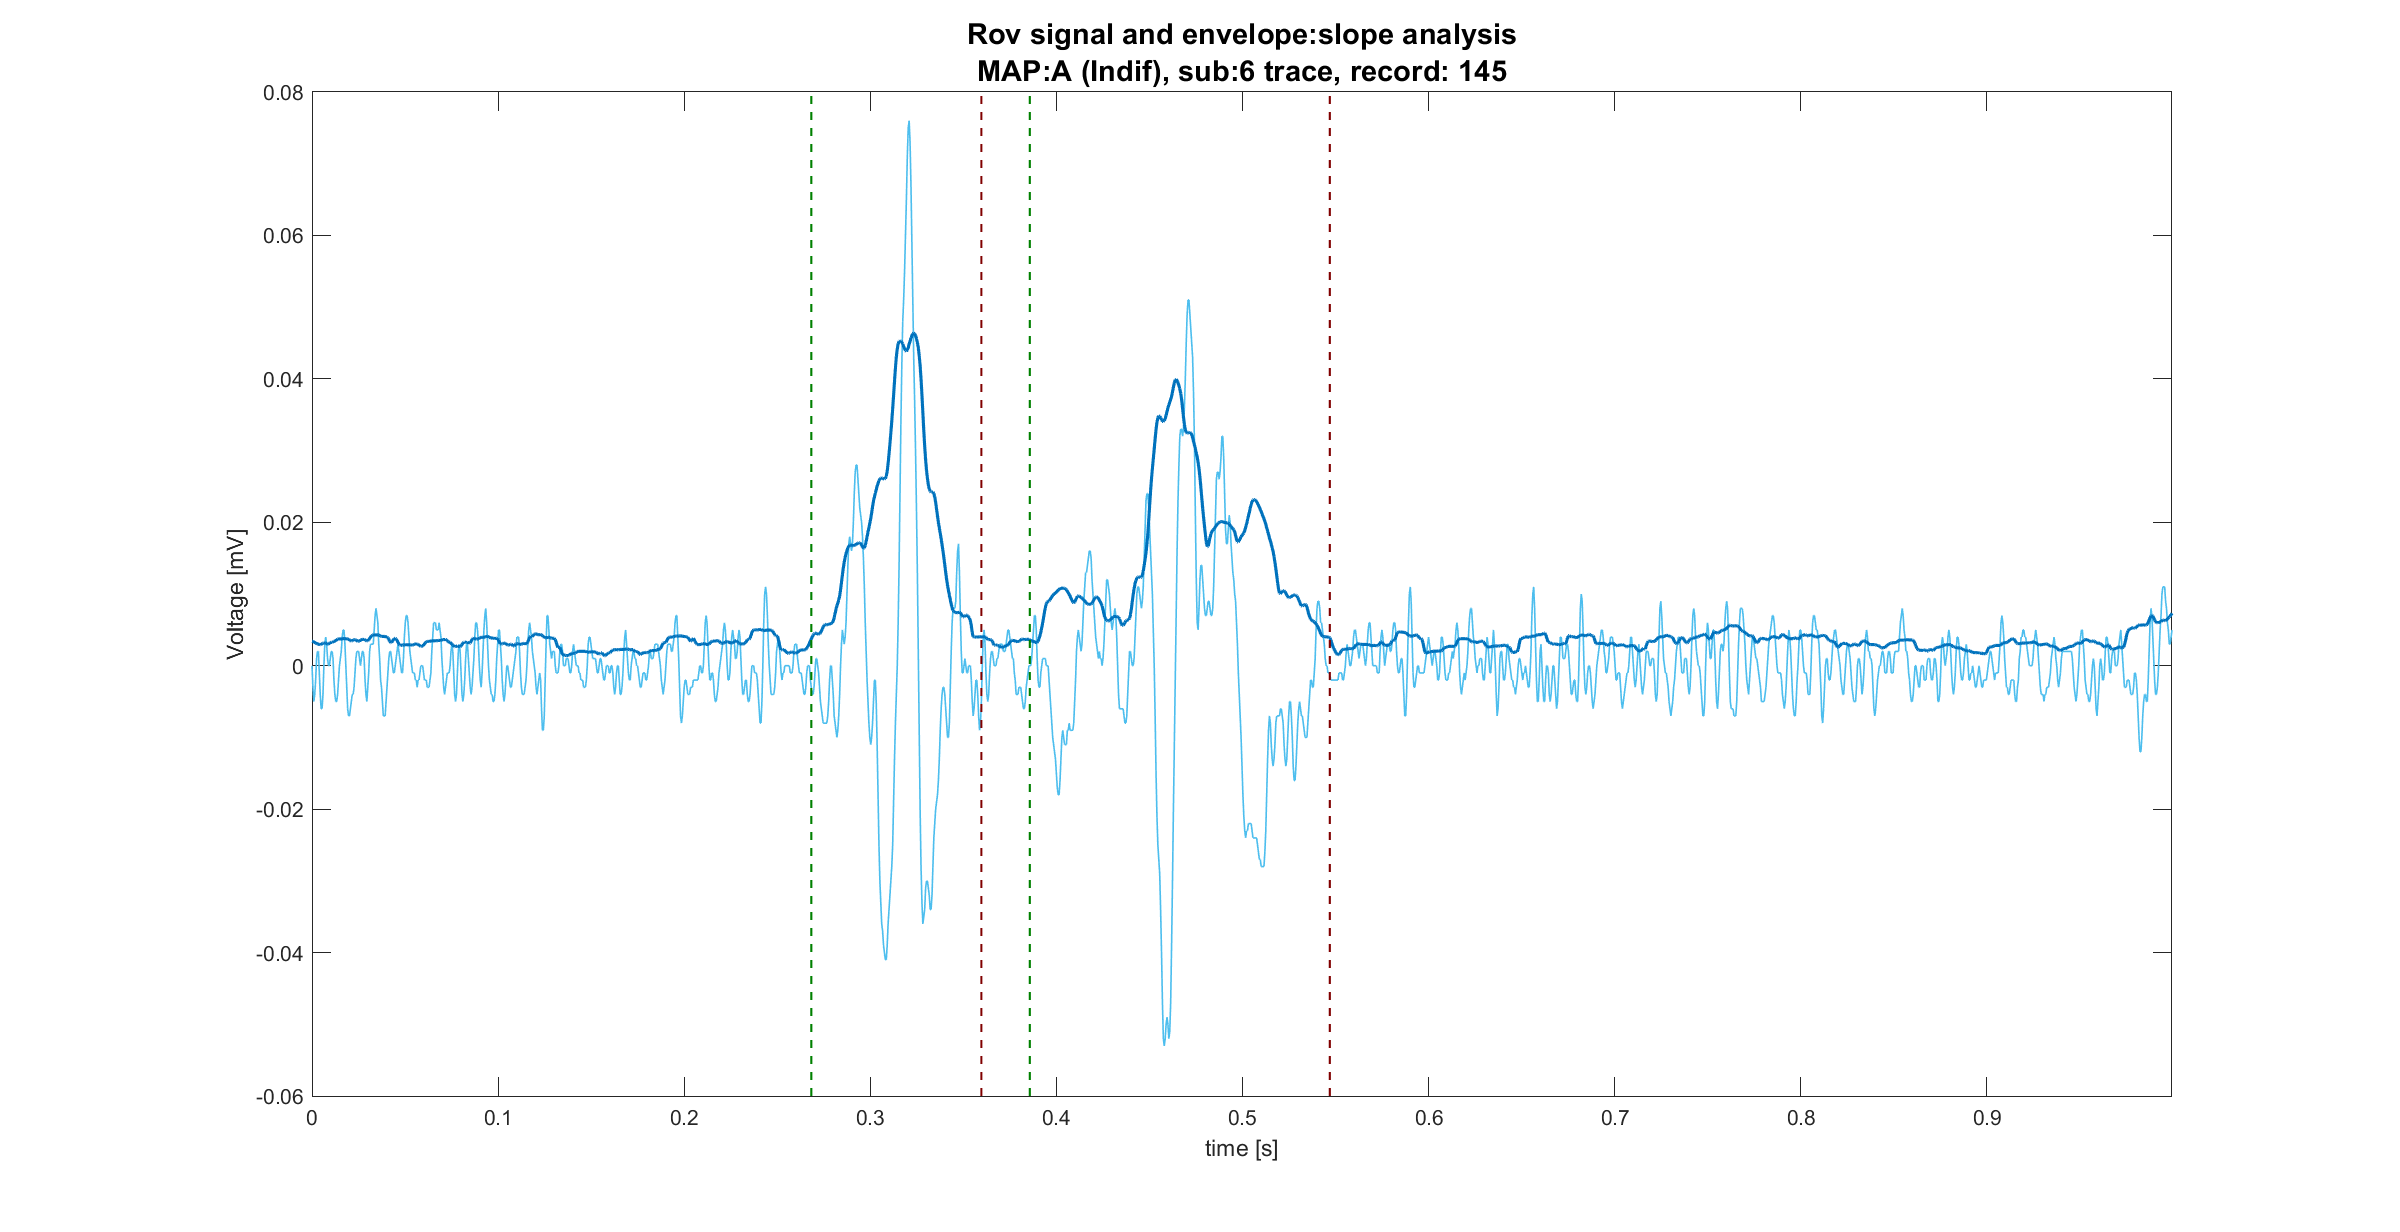 Rov signal and envelope:slope analysis
MAP:A (Indif), sub:6 trace, record: 145
0.08
0.06
0.04
0.02
0
-0.02
-0.04
-0.06
Voltage [mV]
0 0.1 0.2 0.3 0.4 0.5 0.6 0.7 0.8 0.9
time [s]